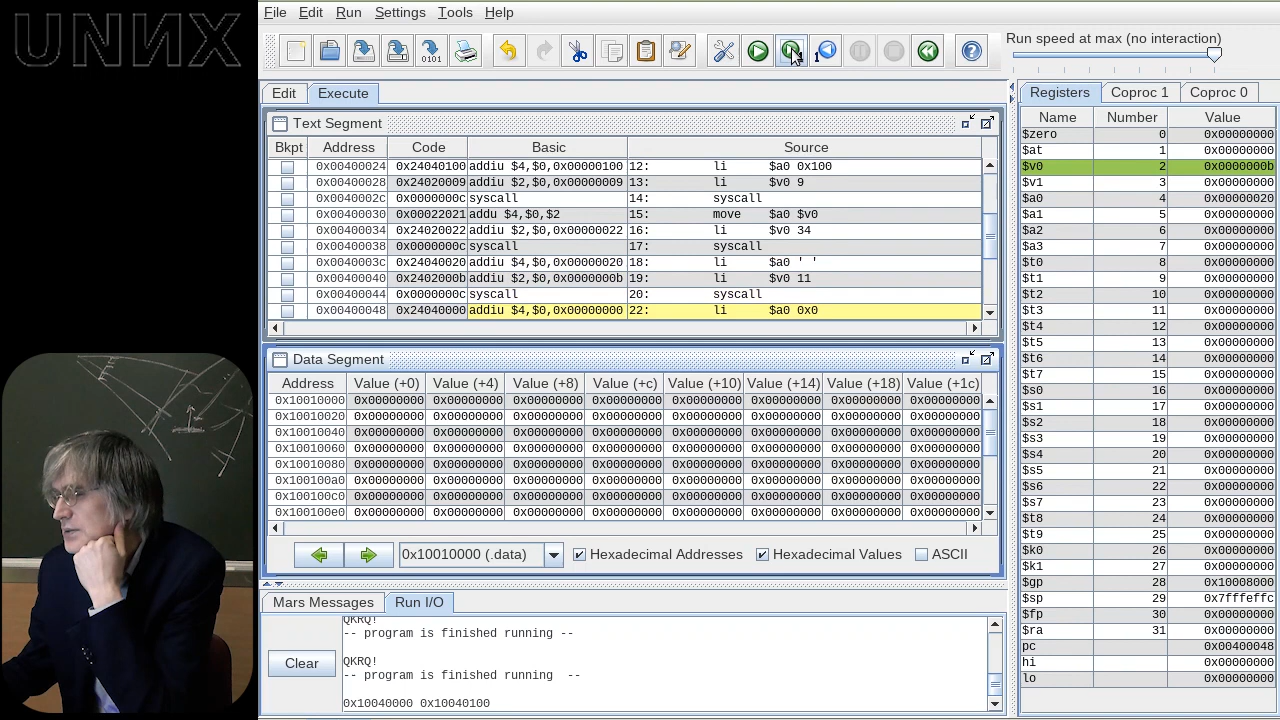 UNИX
File Edit Run Settings Tools Help
Run speed at max (no interaction)
Edit Execute
Text Segment
Bkpt Address Code Basic Source
0x00400024 0x24040100 addiu $4,$0,0x00000100 12: li $a0 0x100
0x00400028 0x24020009 addiu $2,$0,0x00000009 13: li $v0 9
0x0040002c 0x0000000c syscall 14: syscall
0x00400030 0x00022021 addu $4,$0,$2 15: move $a0 $v0
0x00400034 0x24020022 addiu $2,$0,0x00000022 16: li $v0 34
0x00400038 0x0000000c syscall 17: syscall
0x0040003c 0x24040020 addiu $4,$0,0x00000020 18: li $a0 ' '
0x00400040 0x2402000b addiu $2,$0,0x0000000b 19: li $v0 11
0x00400044 0x0000000c syscall 20: syscall
0x00400048 0x24040000 addiu $4,$0,0x00000000 22: li $a0 0x0
Data Segment
Address Value (+0) Value (+4) Value (+8) Value (+c) Value (+10) Value (+14) Value (+18) Value (+1c)
0x10010000 0x00000000 0x00000000 0x00000000 0x00000000 0x00000000 0x00000000 0x00000000 0x00000000
0x10010020 0x00000000 0x00000000 0x00000000 0x00000000 0x00000000 0x00000000 0x00000000 0x00000000
0x10010040 0x00000000 0x00000000 0x00000000 0x00000000 0x00000000 0x00000000 0x00000000 0x00000000
0x10010060 0x00000000 0x00000000 0x00000000 0x00000000 0x00000000 0x00000000 0x00000000 0x00000000
0x10010080 0x00000000 0x00000000 0x00000000 0x00000000 0x00000000 0x00000000 0x00000000 0x00000000
0x100100a0 0x00000000 0x00000000 0x00000000 0x00000000 0x00000000 0x00000000 0x00000000 0x00000000
0x100100c0 0x00000000 0x00000000 0x00000000 0x00000000 0x00000000 0x00000000 0x00000000 0x00000000
0x100100e0 0x00000000 0x00000000 0x00000000 0x00000000 0x00000000 0x00000000 0x00000000 0x00000000
0x10010000 (.data) Hexadecimal Addresses Hexadecimal Values ASCII
Mars Messages Run I/O
Clear
QKRQ!
-- program is finished running --
QKRQ!
-- program is finished running --
0x10040000 0x10040100
Registers Coproc 1 Coproc 0
Name Number Value
$zero 0 0x00000000
$at 1 0x00000000
$v0 2 0x0000000b
$v1 3 0x00000000
$a0 4 0x00000020
$a1 5 0x00000000
$a2 6 0x00000000
$a3 7 0x00000000
$t0 8 0x00000000
$t1 9 0x00000000
$t2 10 0x00000000
$t3 11 0x00000000
$t4 12 0x00000000
$t5 13 0x00000000
$t6 14 0x00000000
$t7 15 0x00000000
$s0 16 0x00000000
$s1 17 0x00000000
$s2 18 0x00000000
$s3 19 0x00000000
$s4 20 0x00000000
$s5 21 0x00000000
$s6 22 0x00000000
$s7 23 0x00000000
$t8 24 0x00000000
$t9 25 0x00000000
$k0 26 0x00000000
$k1 27 0x00000000
$gp 28 0x10008000
$sp 29 0x7fffeffc
$fp 30 0x00000000
$ra 31 0x00000000
pc 0x00400048
hi 0x00000000
lo 0x00000000